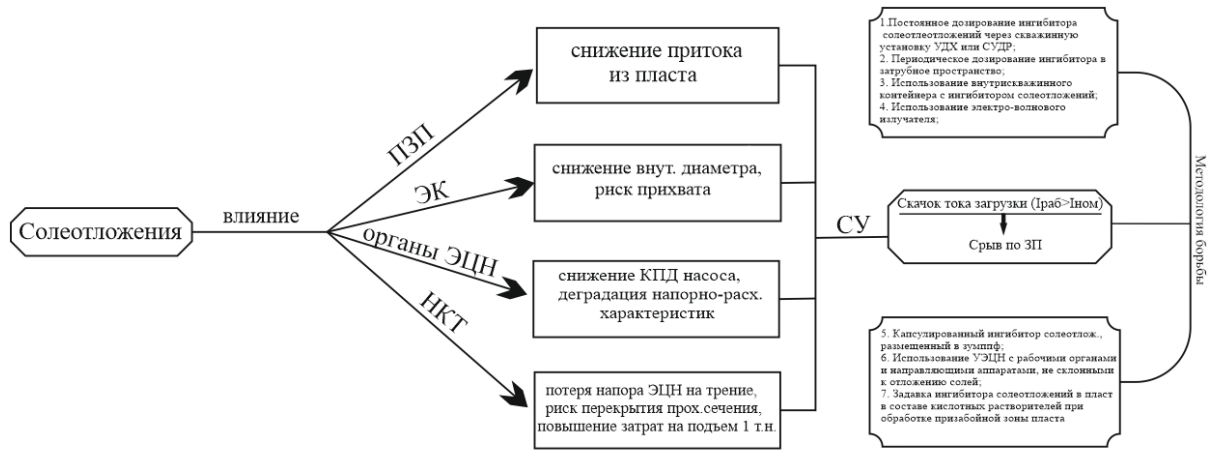 Солеотложения
влияние
ПЗП
ЭК
органы ЭЦН
НКТ
снижение притока
из пласта
снижение внут. диаметра,
риск прихвата
снижение КПД насоса,
деградация напорно-расх.
характеристик
потеря напора ЭЦН на трение,
риск перекрытия прох.сечения,
повышение затрат на подъем 1 т.н.
СУ
Скачок тока загрузки (Iраб>Iном)
Срыв по ЗП
1.Постоянное дозирование ингибитора
солеотлеотложений через скважинную
установку УДХ или СУДР;
2. Периодическое дозирование ингибитора в
затрубное пространство;
3. Использование внутрискважинного
контейнера с ингибитором солеотложений;
4. Использование электро-волнового
излучателя;
5. Капсулированный ингибитор солеотлож.,
размещенный в зумппф;
6. Использование УЭЦН с рабочими органами
и направляющими аппаратами, не склонными
к отложению солей;
7. Задавка ингибитора солеотложений в пласт
в составе кислотных растворителей при
обработке призабойной зоны пласта
Методология борьбы